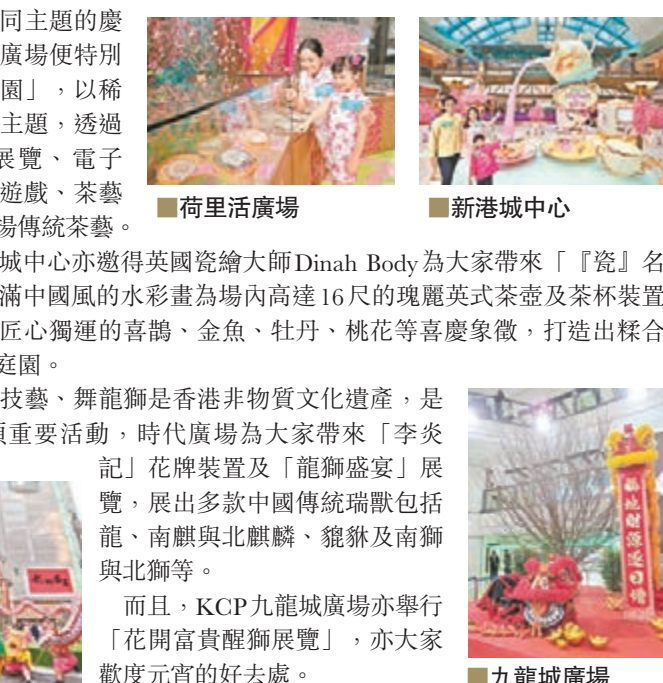 同主題的慶
廣場便特別
園」，以稀
主題，透過
展覽、電子
遊戲、茶藝
揚傳統茶藝。
■荷里活廣場
■新港城中心
城中心亦邀得英國瓷繪大師Dinah Body為大家帶來「『瓷』名
滿中國風的水彩畫為場內高達16尺的瑰麗英式茶壺及茶杯裝置
匠心獨運的喜鵲、金魚、牡丹、桃花等喜慶象徵，打造出糅合
庭園。
技藝、舞龍獅是香港非物質文化遺產，是
項重要活動，時代廣場為大家帶來「李炎
記」花牌裝置及「龍獅盛宴」展
覽，展出多款中國傳統瑞獸包括
龍、南麒與北麒麟、貔貅及南獅
與北獅等。
而且，KCP九龍城廣場亦舉行
「花開富貴醒獅展覽」，亦大家
歡度元宵的好去處。
福地財源逐日增
■九龍城廣場